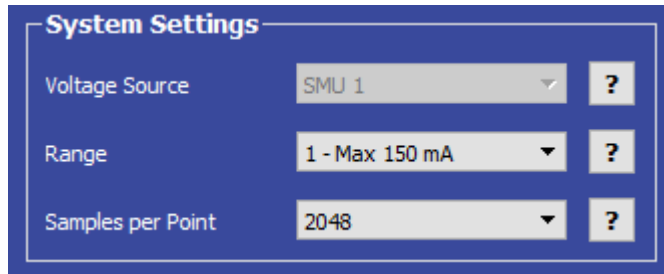 System Settings
Voltage Source SMU 1 ?
Range 1 - Max 150 mA ?
Samples per Point 2048 ?